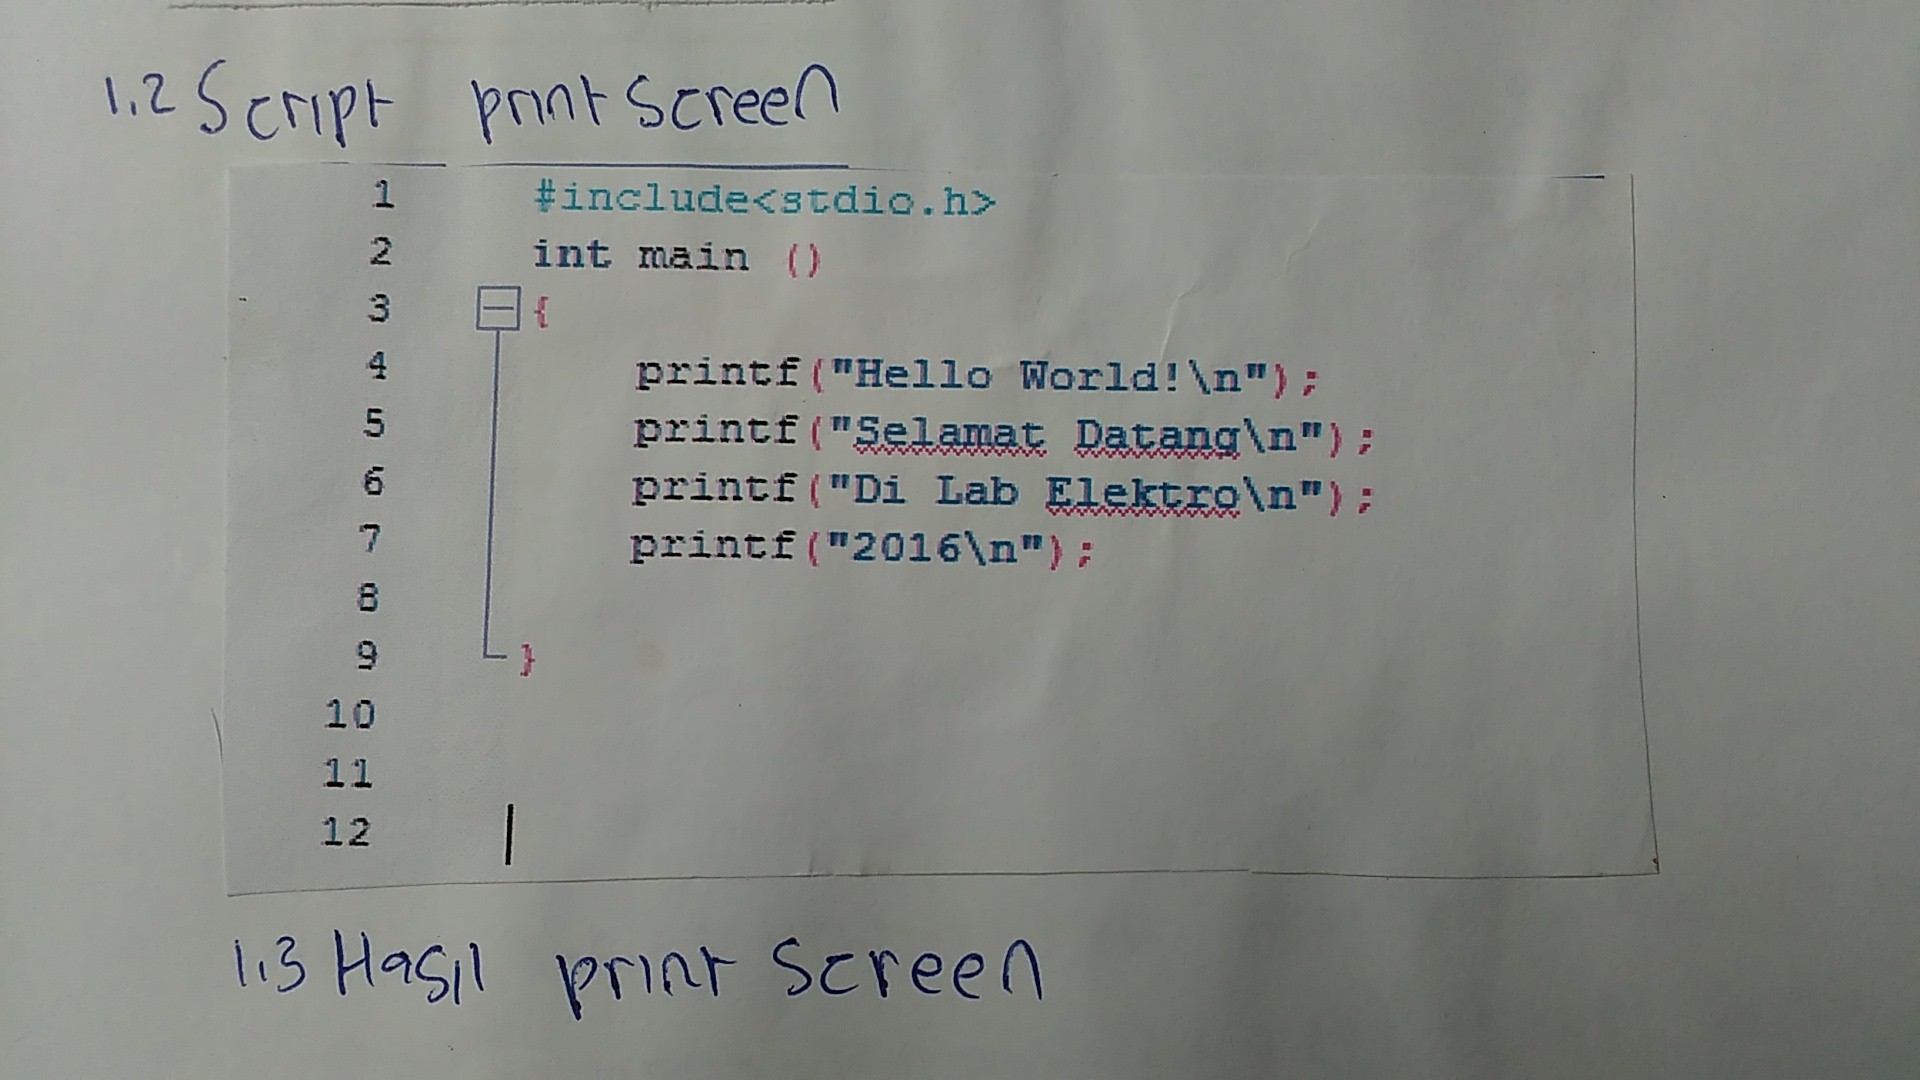 1.2 Script print screen
1 #include<stdio.h>
2 int main ()
3 {
4 printf("Hello World!\n");
5 printf("Selamat Datang\n");
6 printf("Di Lab Elektro\n");
7 printf("2016\n");
8
9 }
10
11
12
1.3 Hasil print screen